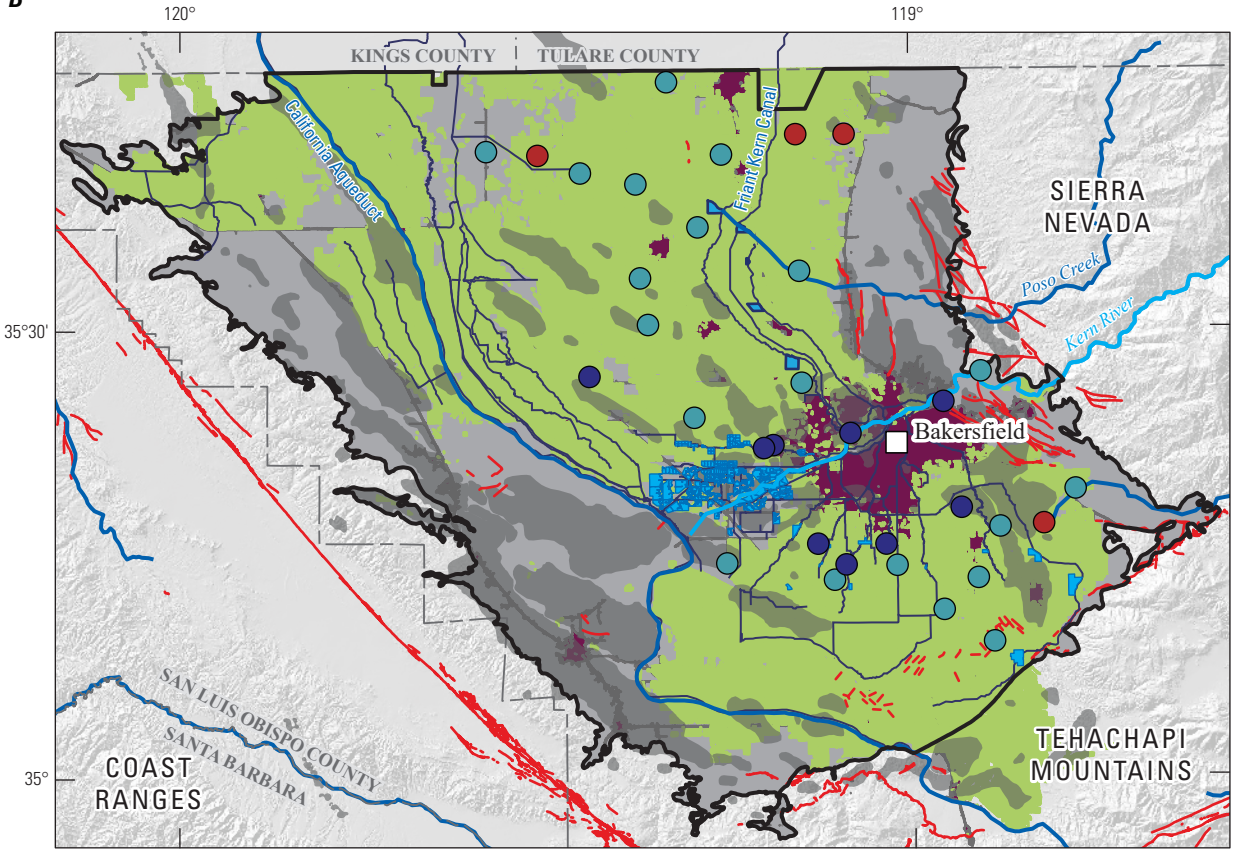 B
120°
119°
KINGS COUNTY
TULARE COUNTY
California Aqueduct
Friant Kern Canal
SIERRA
NEVADA
Poso Creek
Kern River
35°30'
Bakersfield
SAN LUIS OBISPO COUNTY
SANTA BARBARA
35°
COAST
RANGES
TEHACHAPI
MOUNTAINS